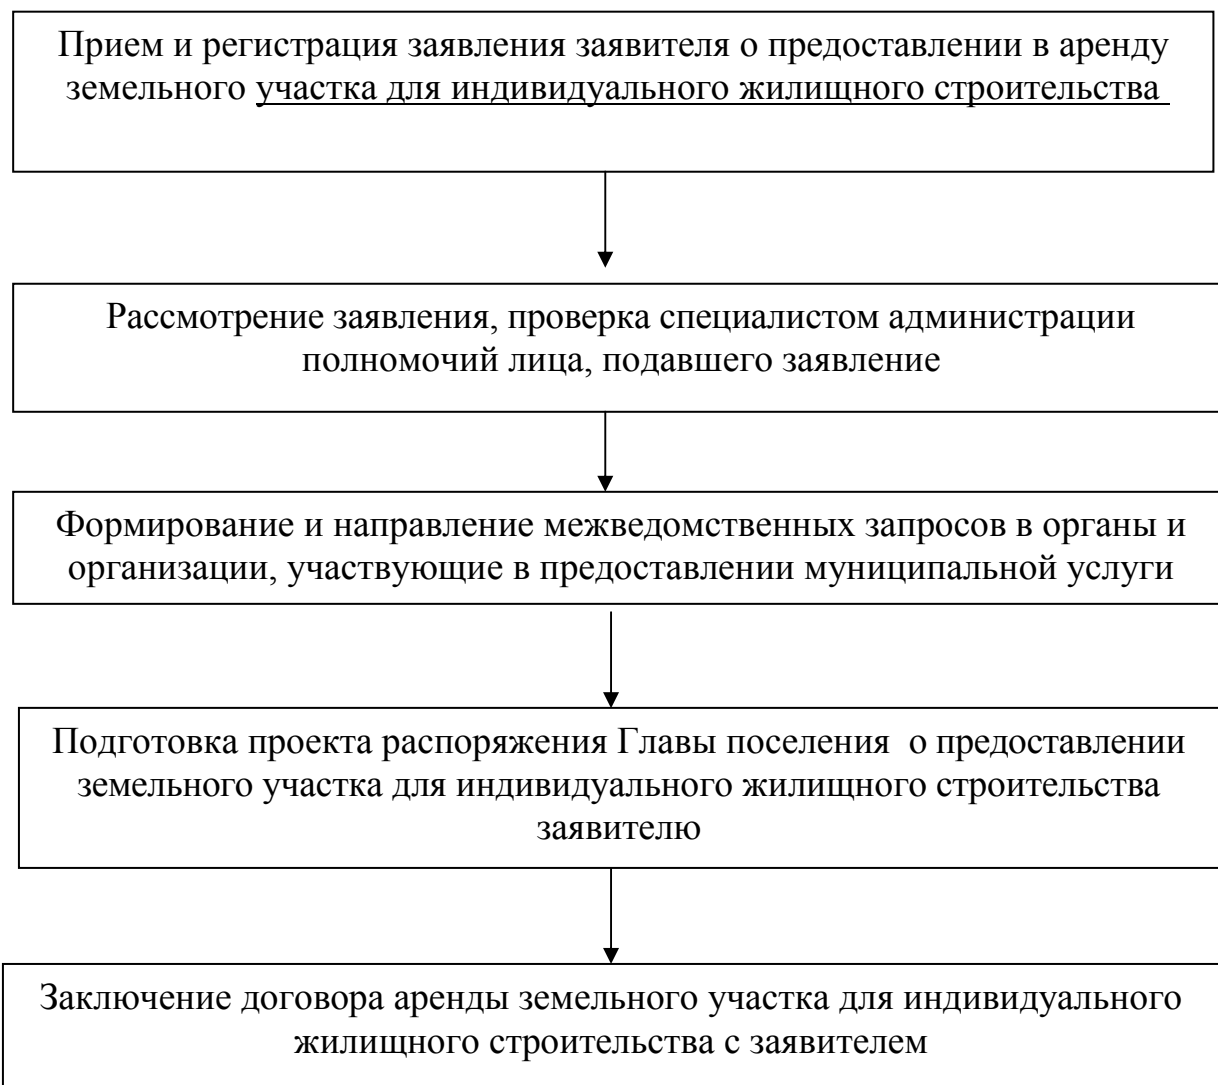 Прием и регистрация заявления заявителя о предоставлении в аренду
земельного участка для индивидуального жилищного строительства
Рассмотрение заявления, проверка специалистом администрации
полномочий лица, подавшего заявление
Формирование и направление межведомственных запросов в органы и
организации, участвующие в предоставлении муниципальной услуги
Подготовка проекта распоряжения Главы поселения о предоставлении
земельного участка для индивидуального жилищного строительства
заявителю
Заключение договора аренды земельного участка для индивидуального
жилищного строительства с заявителем